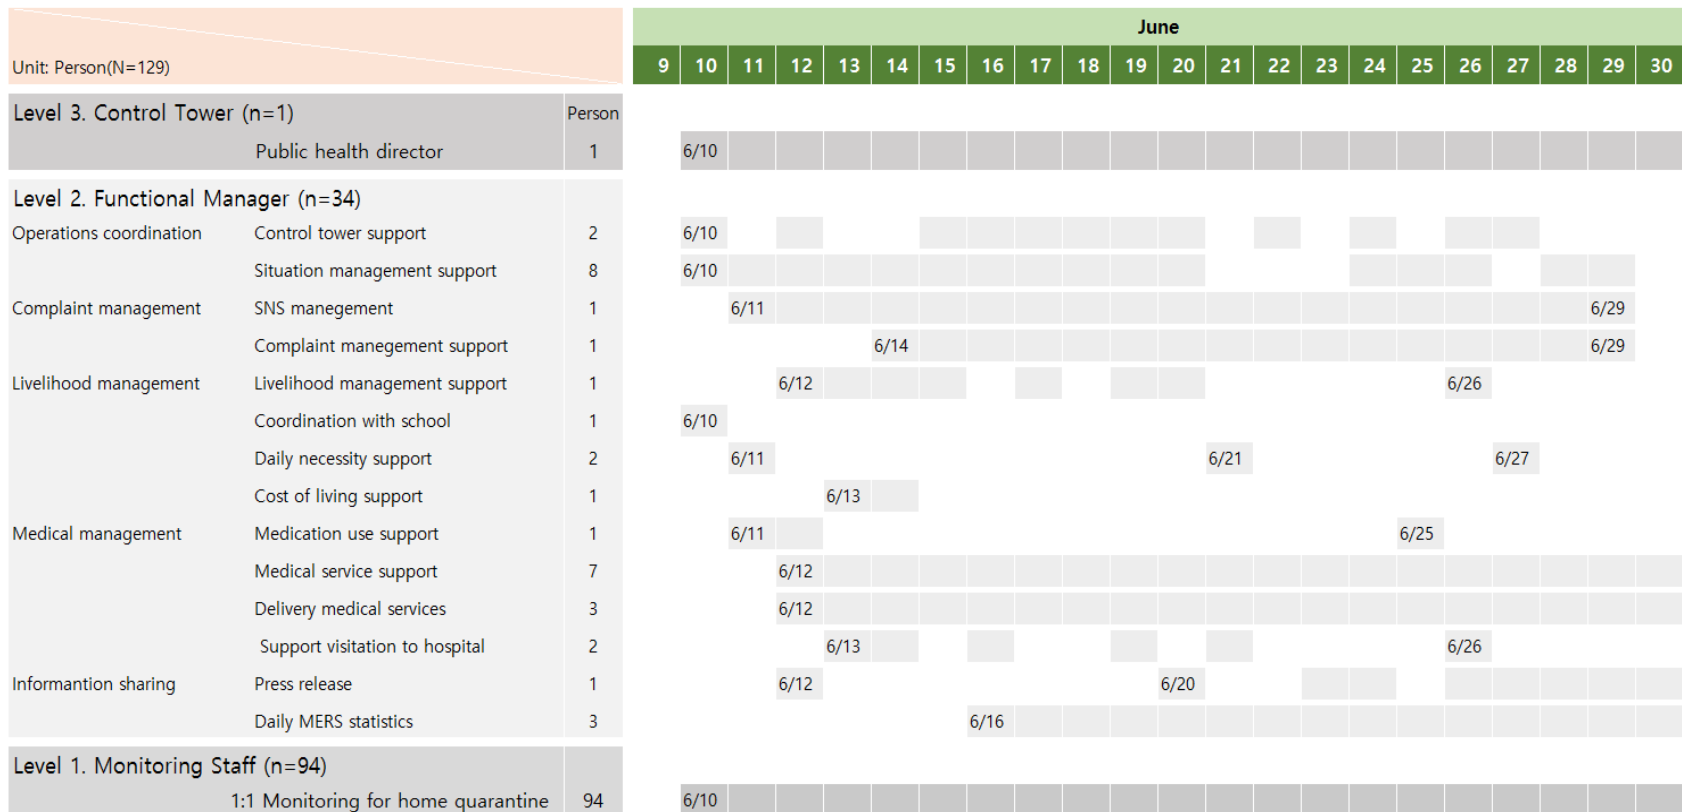 June
Unit: Person(N=129)
9 10 11 12 13 14 15 16 17 18 19 20 21 22 23 24 25 26 27 28 29 30
Level 3. Control Tower (n=1) Person
Public health director 1 6/10
Level 2. Functional Manager (n=34)
Operations coordination Control tower support 2 6/10
Situation management support 8 6/10
Complaint management SNS manegement 1 6/11 6/29
Complaint manegement support 1 6/14 6/29
Livelihood management Livelihood management support 1 6/12 6/26
Coordination with school 1 6/10
Daily necessity support 2 6/11 6/21 6/27
Cost of living support 1 6/13
Medical management Medication use support 1 6/11 6/25
Medical service support 7 6/12
Delivery medical services 3 6/12
Support visitation to hospital 2 6/13 6/26
Informantion sharing Press release 1 6/12 6/20
Daily MERS statistics 3 6/16
Level 1. Monitoring Staff (n=94)
1:1 Monitoring for home quarantine 94 6/10